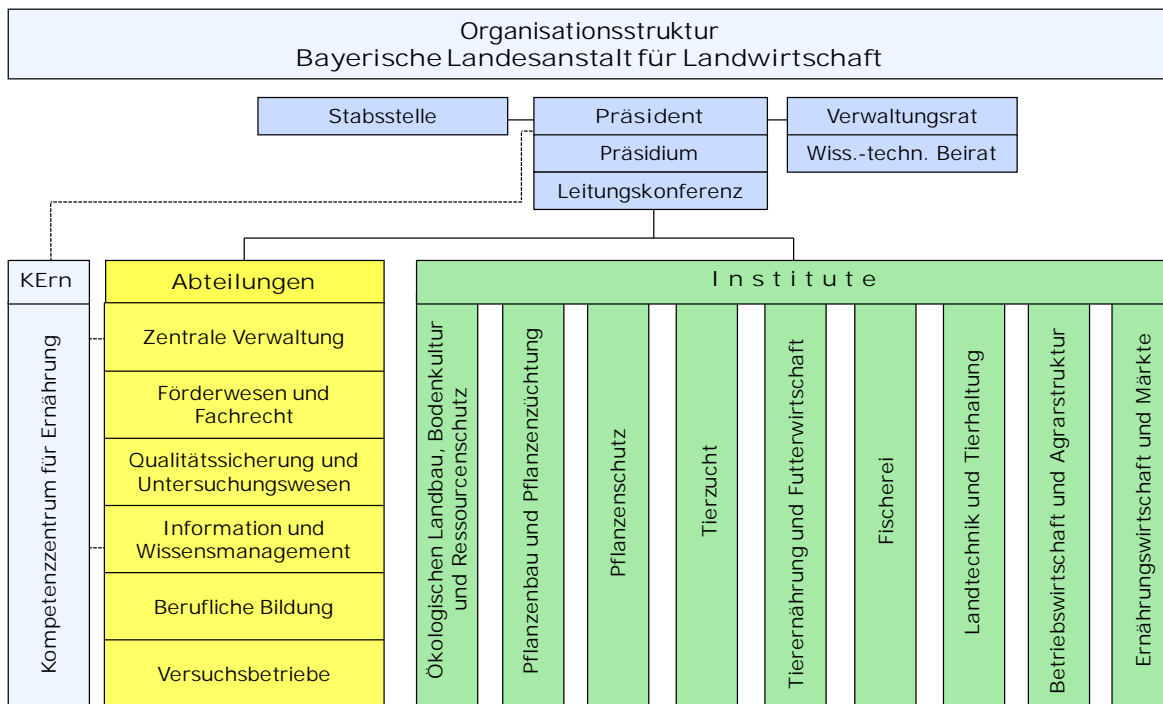 Organisationsstruktur
Bayerische Landesanstalt für Landwirtschaft
Stabsstelle
Präsident
Verwaltungsrat
Präsidium
Wiss.-techn. Beirat
Leitungskonferenz
KErn
Kompetenzzentrum für Ernährung
Abteilungen
Zentrale Verwaltung
Förderwesen und
Fachrecht
Qualitätssicherung und
Untersuchungswesen
Information und
Wissensmanagement
Berufliche Bildung
Versuchsbetriebe
Institute
Ökologischen Landbau, Bodenkultur
und Ressourcenschutz
Pflanzenbau und Pflanzenzüchtung
Pflanzenschutz
Tierzucht
Tierernährung und Futterwirtschaft
Fischerei
Landtechnik und Tierhaltung
Betriebswirtschaft und Agrarstruktur
Ernährungswirtschaft und Märkte